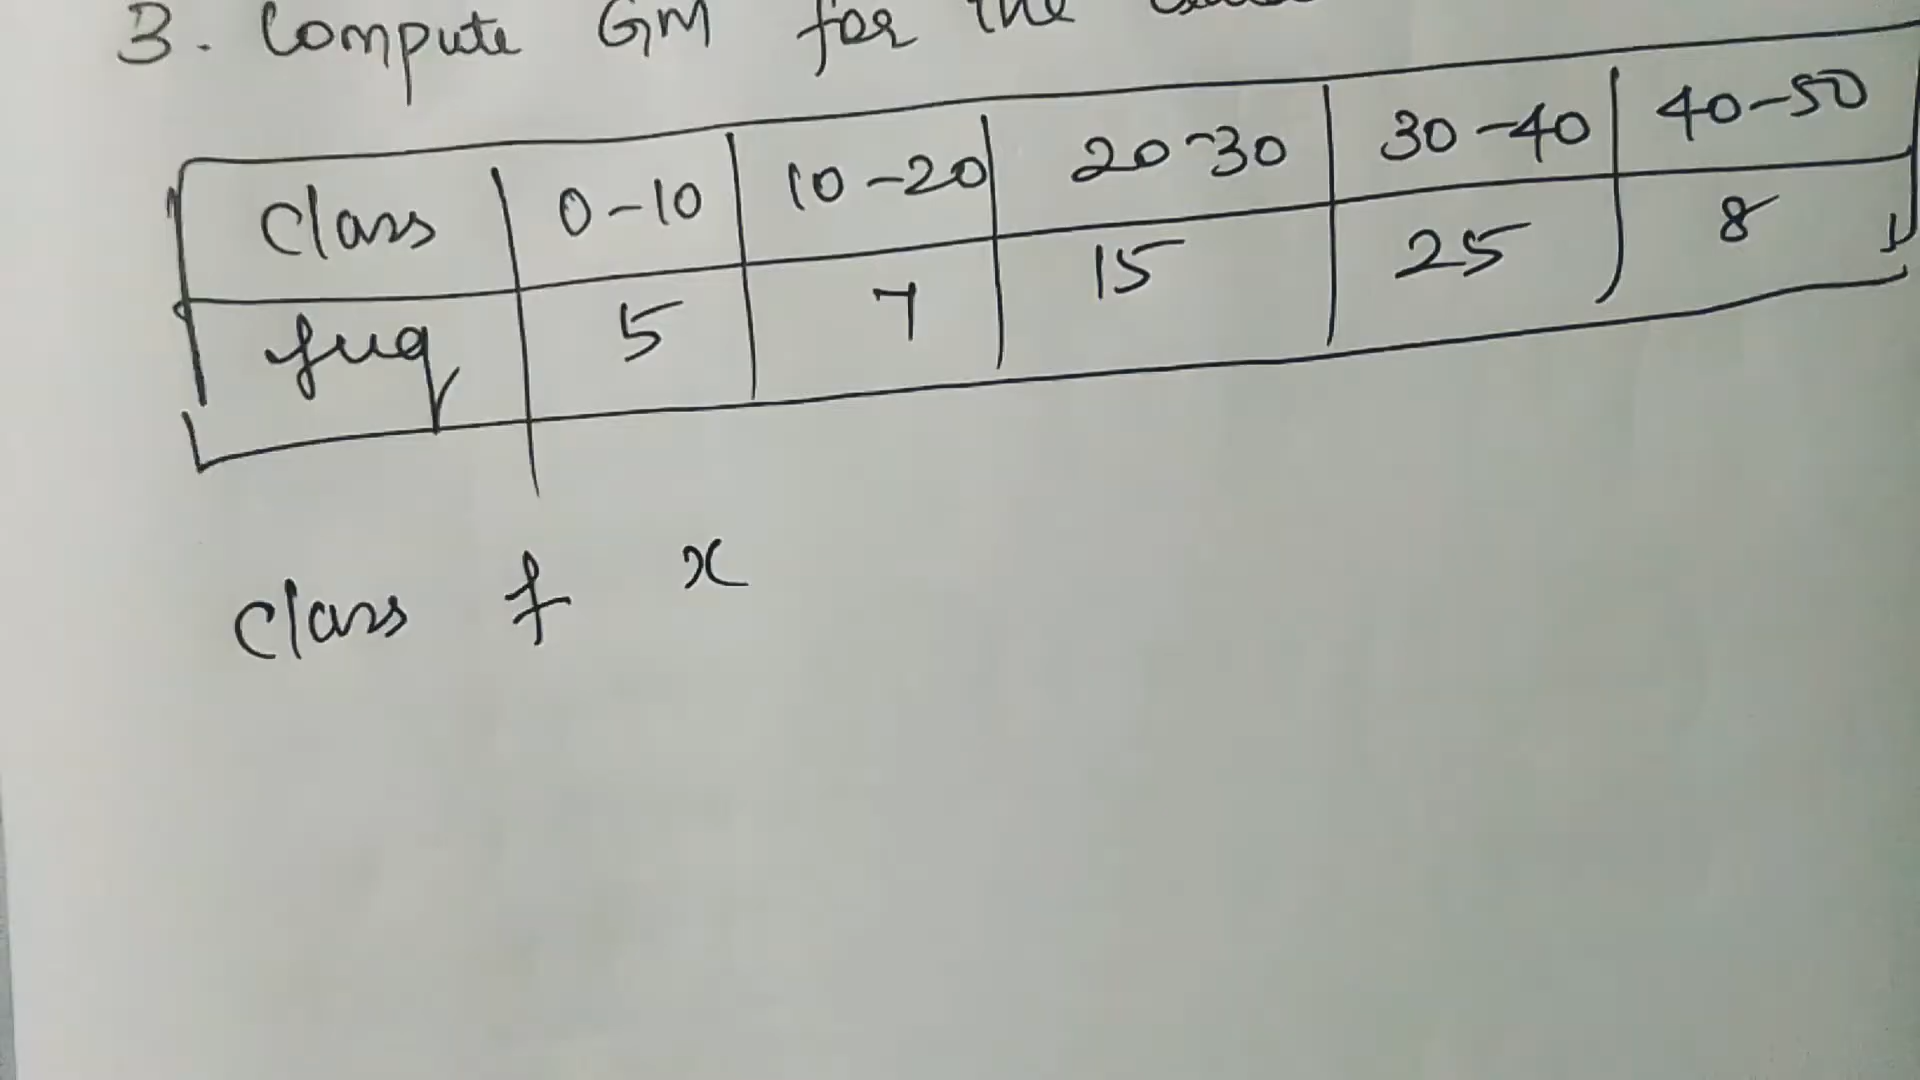 3. Compute GM for the
class 0-10 10-20 20-30 30-40 40-50
freq 5 7 15 25 8
class f x